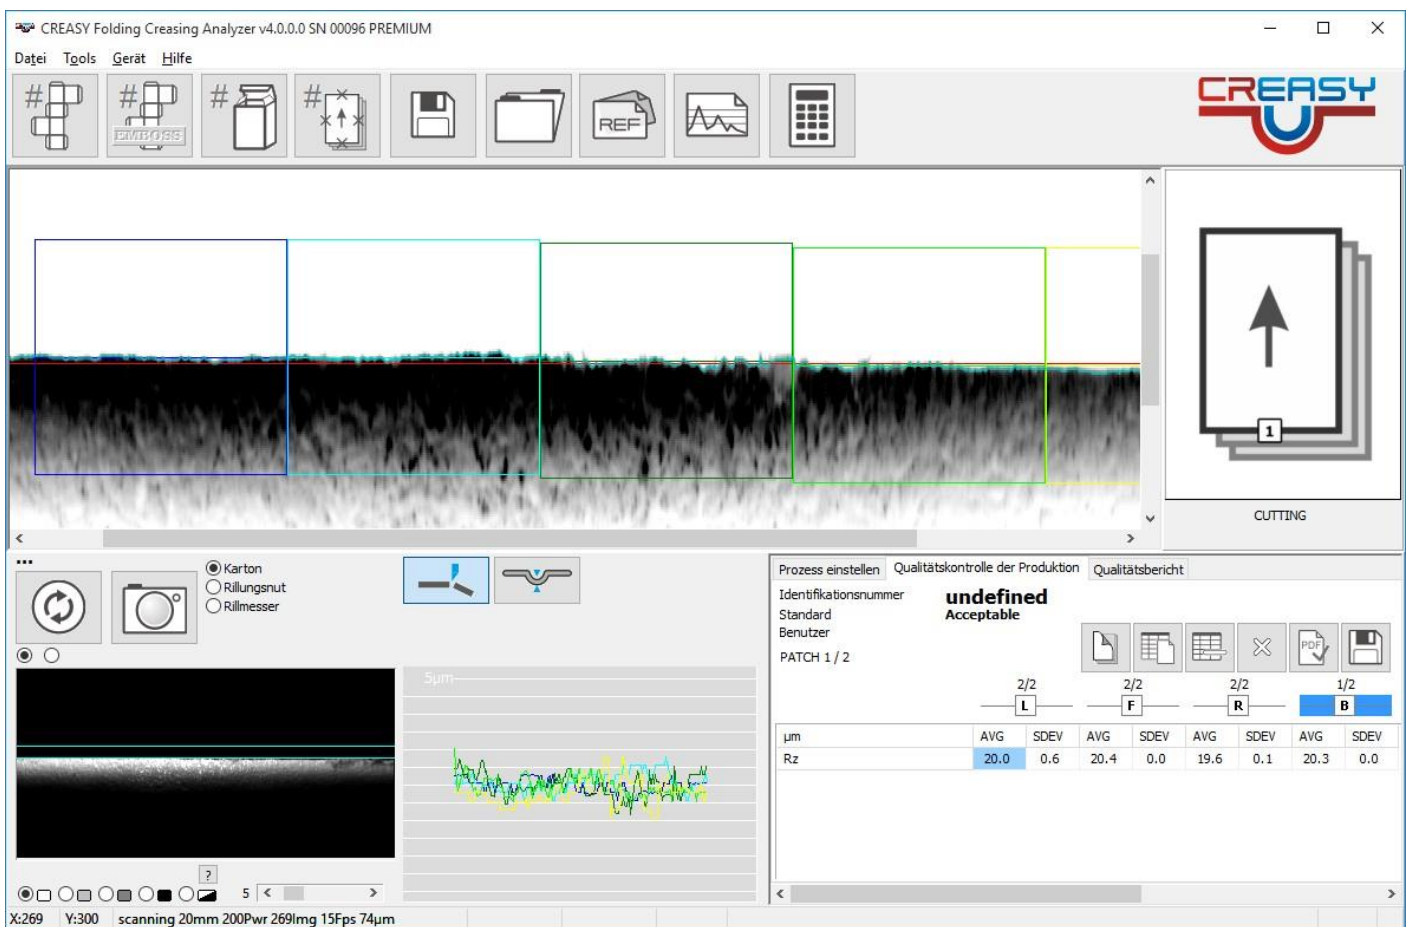 CREASY Folding Creasing Analyzer v4.0.0.0 SN 00096 PREMIUM
Datei Tools Gerät Hilfe
# # # #
EMBOSS
REF
CREASY
1
CUTTING
Karton
Rillungsnut
Rillmesser
5µm
?
5
Prozess einstellen Qualitätskontrolle der Produktion Qualitätsbericht
Identifikationsnummer undefined
Standard Acceptable
Benutzer
PATCH 1 / 2
PDF
2/2 2/2 2/2 1/2
L F R B
µm AVG SDEV AVG SDEV AVG SDEV AVG SDEV
Rz 20.0 0.6 20.4 0.0 19.6 0.1 20.3 0.0
X:269 Y:300 scanning 20mm 200Pwr 269Img 15Fps 74µm